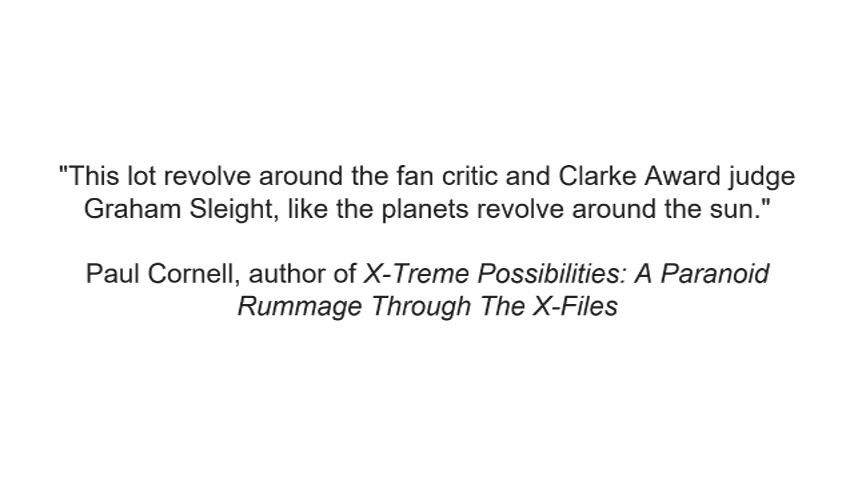 "This lot revolve around the fan critic and Clarke Award judge
Graham Sleight, like the planets revolve around the sun."
Paul Cornell, author of X-Treme Possibilities: A Paranoid
Rummage Through The X-Files